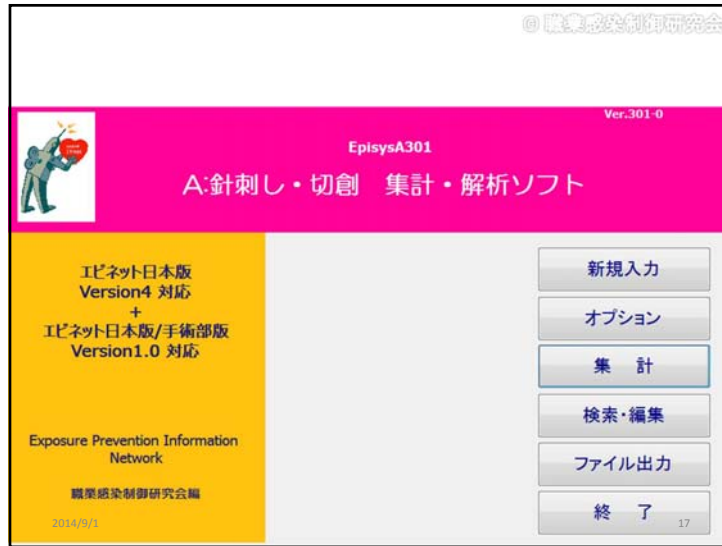 © 職業感染制御研究会
Ver.301-0
EpisysA301
A:針刺し・切創 集計・解析ソフト
エピネット日本版
Version4 対応
+
エピネット日本版/手術部版
Version1.0 対応
Exposure Prevention Information
Network
職業感染制御研究会編
新規入力
オプション
集 計
検索・編集
ファイル出力
終 了
2014/9/1
17